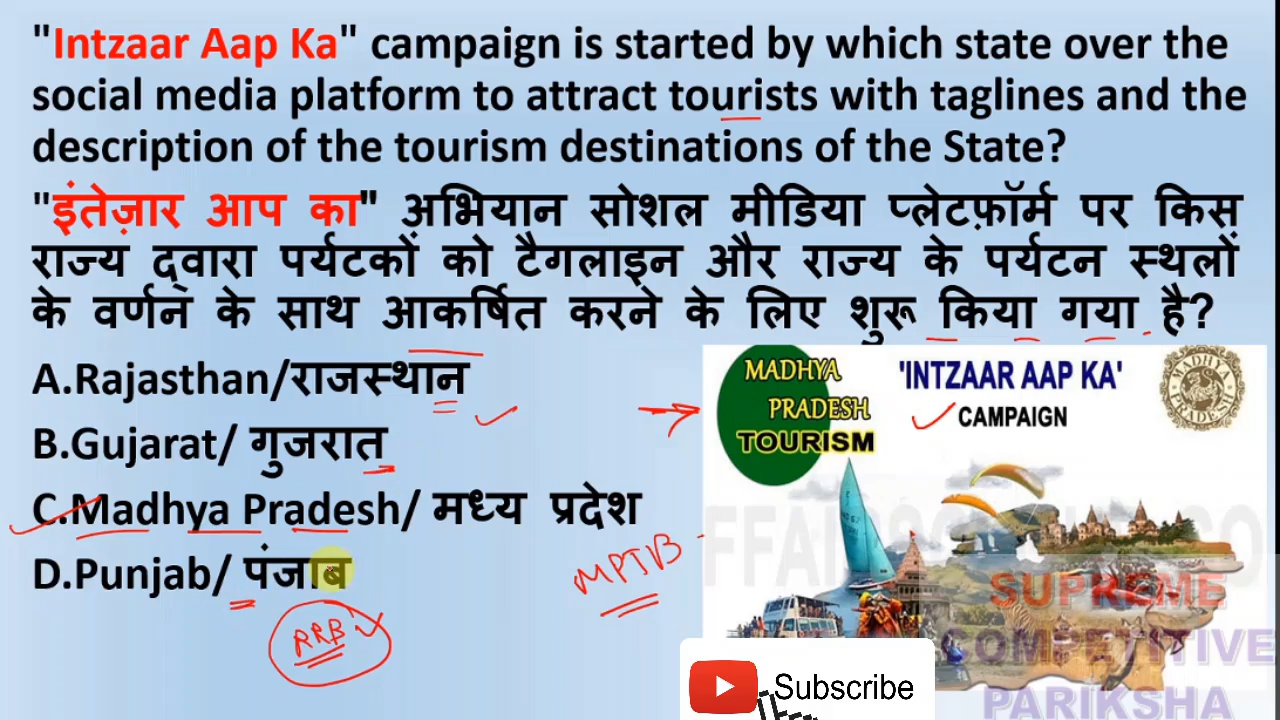 "Intzaar Aap Ka" campaign is started by which state over the
social media platform to attract tourists with taglines and the
description of the tourism destinations of the State?
"इंतेज़ार आप का" अभियान सोशल मीडिया प्लेटफ़ॉर्म पर किस
राज्य द्वारा पर्यटकों को टैगलाइन और राज्य के पर्यटन स्थलों
के वर्णन के साथ आकर्षित करने के लिए शुरू किया गया है?
A.Rajasthan/राजस्थान
B.Gujarat/ गुजरात
C.Madhya Pradesh/ मध्य प्रदेश
D.Punjab/ पंजाब
RRB
MPTB
MADHYA
PRADESH
TOURISM
'INTZAAR AAP KA'
CAMPAIGN
MADHYA PRADESH
SUPREME
COMPETITIVE
PARIKSHA
Subscribe